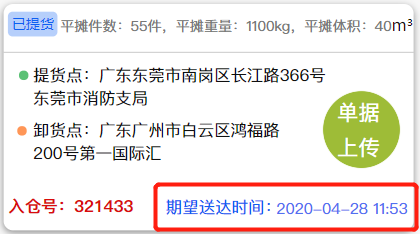 已提货 平摊件数：55件，平摊重量：1100kg，平摊体积：40m³
提货点：广东东莞市南岗区长江路366号
东莞市消防支局
单据
上传
卸货点：广东广州市白云区鸿福路
200号第一国际汇
入仓号：321433 期望送达时间：2020-04-28 11:53